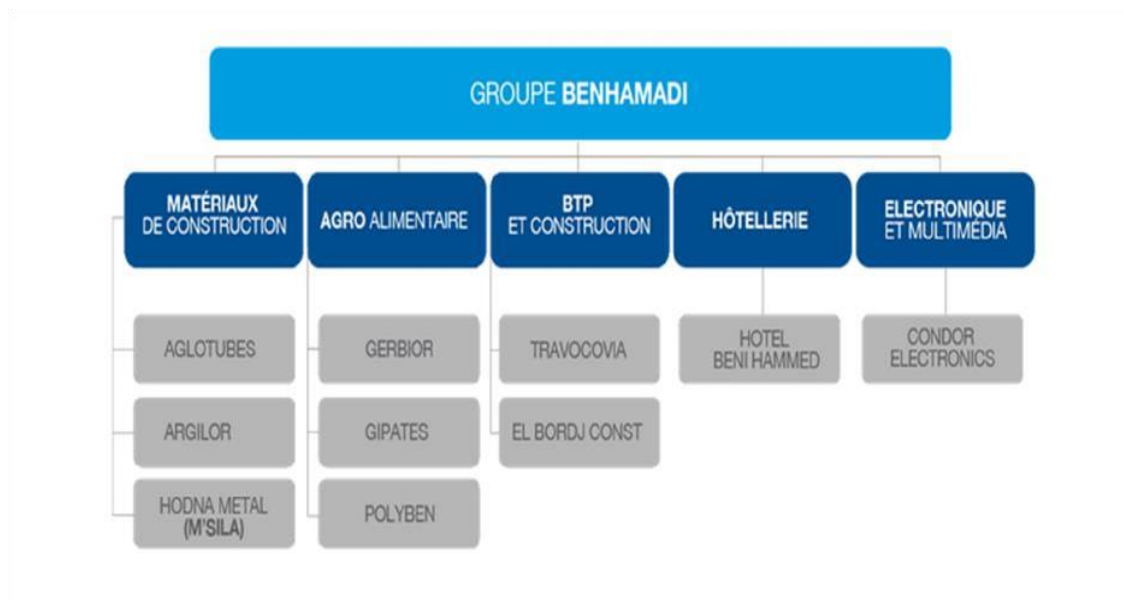 GROUPE BENHAMADI
MATÉRIAUX
DE CONSTRUCTION
AGRO ALIMENTAIRE
BTP
ET CONSTRUCTION
HÔTELLERIE
ELECTRONIQUE
ET MULTIMÉDIA
AGLOTUBES
GERBIOR
TRAVOCOVIA
HOTEL
BENI HAMMED
CONDOR
ELECTRONICS
ARGILOR
GIPATES
EL BORDJ CONST
HODNA METAL
(M'SILA)
POLYBEN